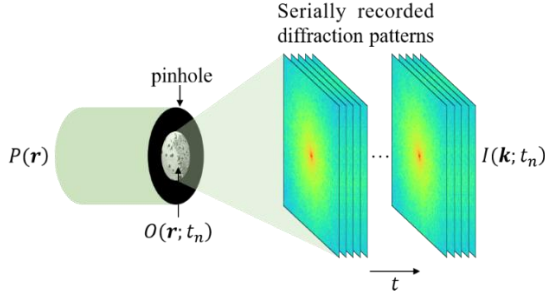 Serially recorded
diffraction patterns
pinhole
P(r)
O(r; tₙ)
...
I(k; tₙ)
t